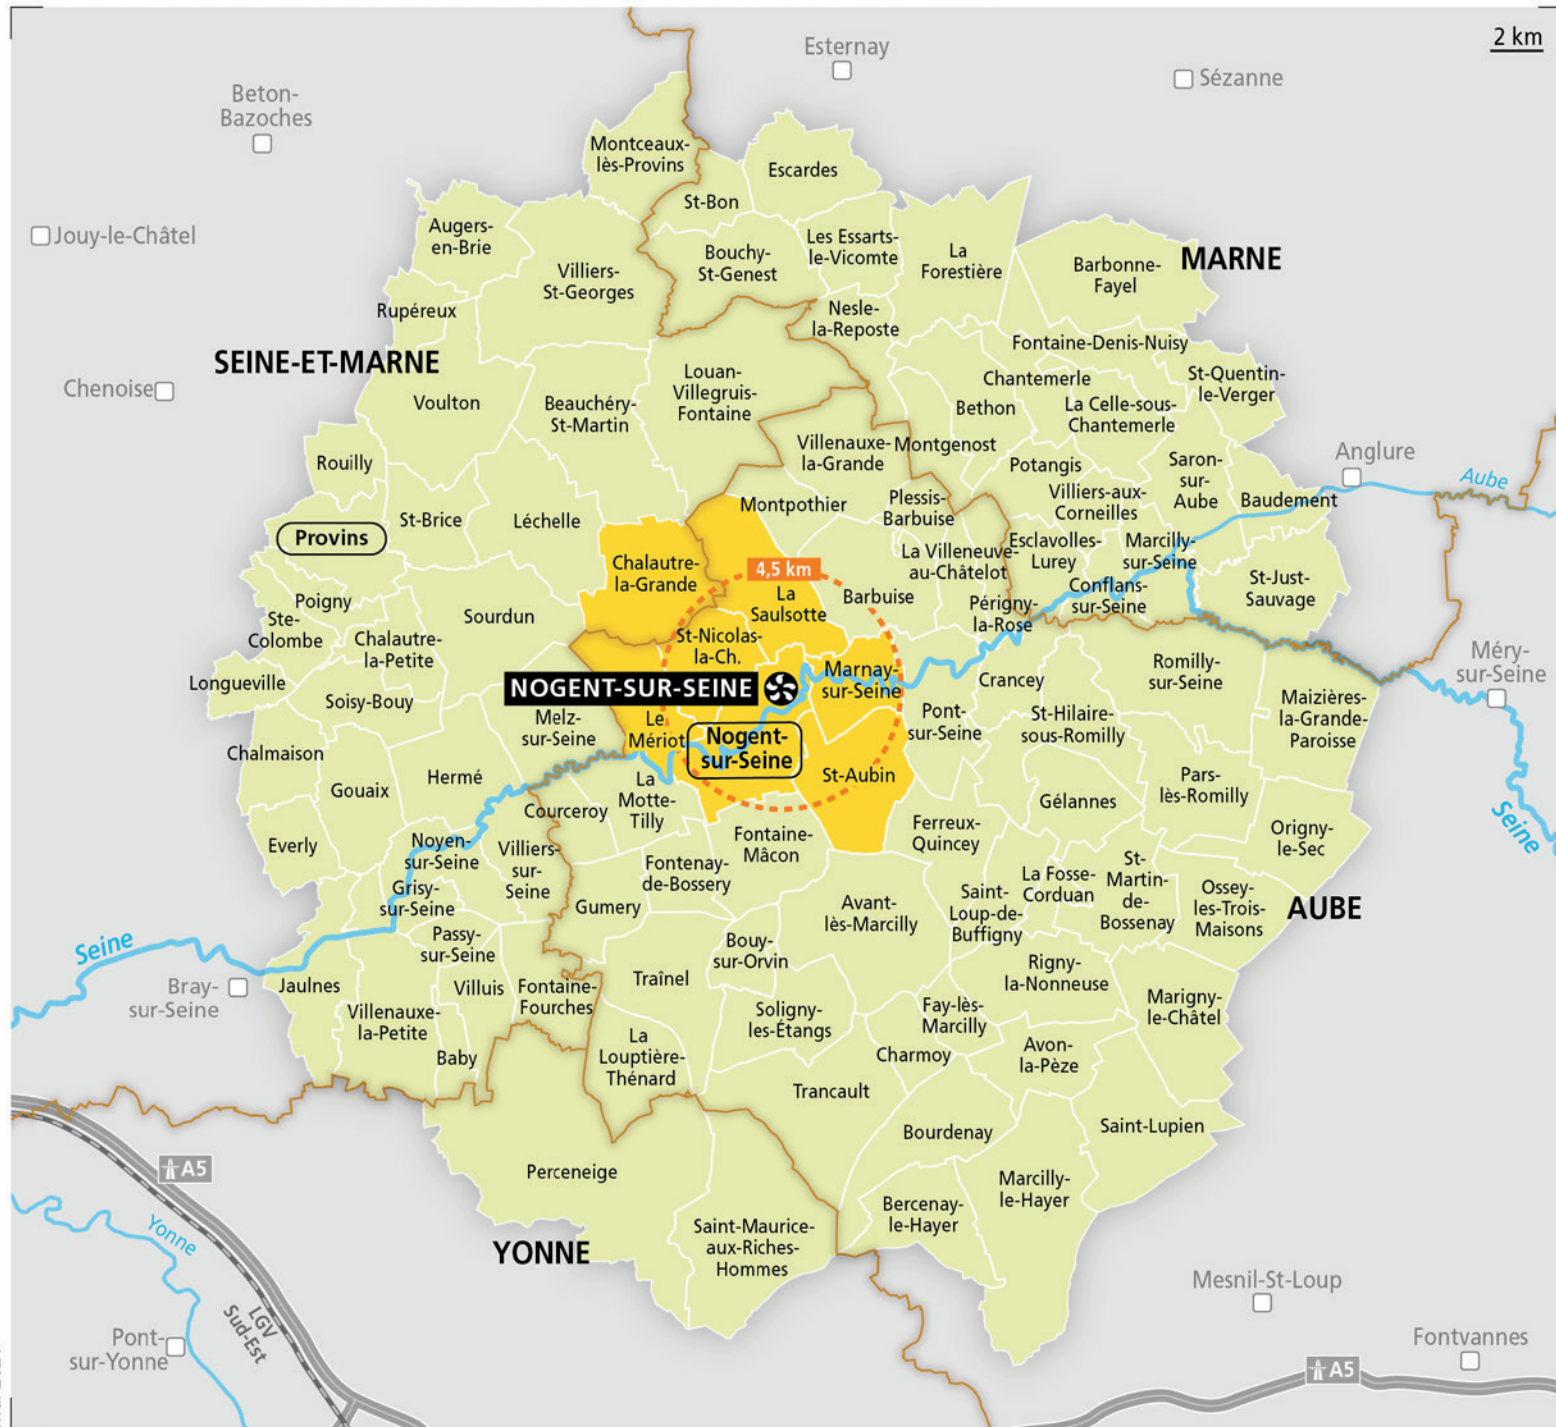 2 km
Esternay
Sézanne
Beton-
Bazoches
Montceaux-
lès-Provins
Escardes
St-Bon
Jouy-le-Châtel
Augers-
en-Brie
Les Essarts-
le-Vicomte
La
Forestière
MARNE
Bouchy-
St-Genest
Villiers-
St-Georges
Barbonne-
Fayel
Rupéreux
Nesle-
la-Reposte
Fontaine-Denis-Nuisy
SEINE-ET-MARNE
Chenoise
Louan-
Villegruis-
Fontaine
Chantemerle
St-Quentin-
le-Verger
Voulton
Beauchéry-
St-Martin
Bethon
La Celle-sous-
Chantemerle
Villenauxe-
la-Grande
Montgenost
Anglure
Rouilly
Potangis
Saron-
sur-
Aube
Aube
Villiers-aux-
Corneilles
Baudement
Montpothier
Plessis-
Barbuise
St-Brice
Léchelle
Provins
Esclavolles-
Lurey
Marcilly-
sur-Seine
La Villeneuve-
au-Châtelot
Chalautre-
la-Grande
4,5 km
St-Just-
Sauvage
Conflans-
sur-Seine
La
Saulsotte
Barbuise
Périgny-
la-Rose
Poigny
Ste-
Colombe
Sourdun
Chalautre-
la-Petite
St-Nicolas-
la-Ch.
Méry-
sur-Seine
Romilly-
sur-Seine
Marnay-
sur-Seine
Crancey
Longueville
NOGENT-SUR-SEINE
Soisy-Bouy
Maizières-
la-Grande-
Paroisse
Melz-
sur-Seine
Le
Mériot
Pont-
sur-Seine
St-Hilaire-
sous-Romilly
Nogent-
sur-Seine
Chalmaison
Hermé
Gouaix
St-Aubin
Pars-
lès-Romilly
La
Motte-
Tilly
Courceroy
Gélannes
Seine
Everly
Noyen-
sur-Seine
Villiers-
sur-
Seine
Fontaine-
Mâcon
Ferreux-
Quincey
Origny-
le-Sec
Fontenay-
de-Bossery
La Fosse-
Corduan
St-
Martin-
de-
Bossenay
Grisy-
sur-Seine
Gumery
Avant-
lès-Marcilly
Saint-
Loup-de-
Buffigny
Ossey-
les-Trois-
Maisons
AUBE
Seine
Passy-
sur-Seine
Bouy-
sur-Orvin
Bray-
sur-Seine
Jaulnes
Villuis
Fontaine-
Fourches
Traînel
Rigny-
la-Nonneuse
Villenauxe-
la-Petite
Soligny-
les-Étangs
Fay-lès-
Marcilly
Marigny-
le-Châtel
Baby
La
Louptière-
Thénard
Charmoy
Avon-
la-Pèze
Trancault
Bourdenay
Saint-Lupien
A5
Perceneige
Marcilly-
le-Hayer
Bercenay-
le-Hayer
Yonne
YONNE
Saint-Maurice-
aux-Riches-
Hommes
Mesnil-St-Loup
LGV
Sud-Est
Pont-
sur-Yonne
Fontvannes
A5